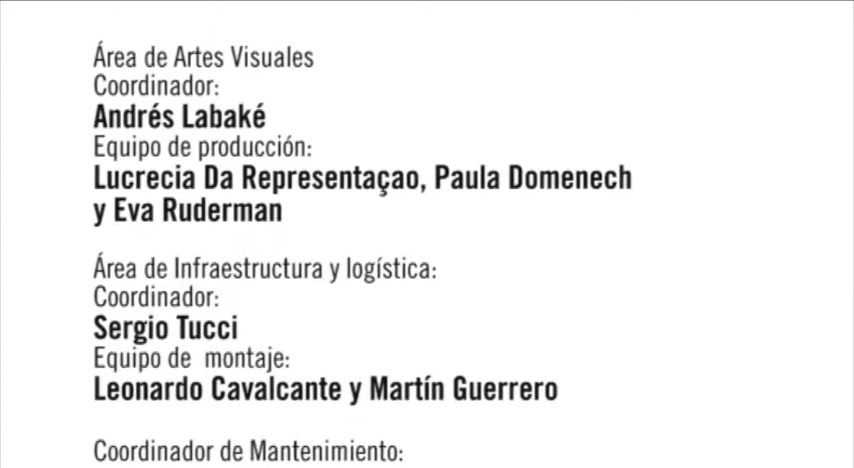 Área de Artes Visuales
Coordinador:
Andrés Labaké
Equipo de producción:
Lucrecia Da Representaçao, Paula Domenech
y Eva Ruderman
Área de Infraestructura y logística:
Coordinador:
Sergio Tucci
Equipo de montaje:
Leonardo Cavalcante y Martín Guerrero
Coordinador de Mantenimiento: